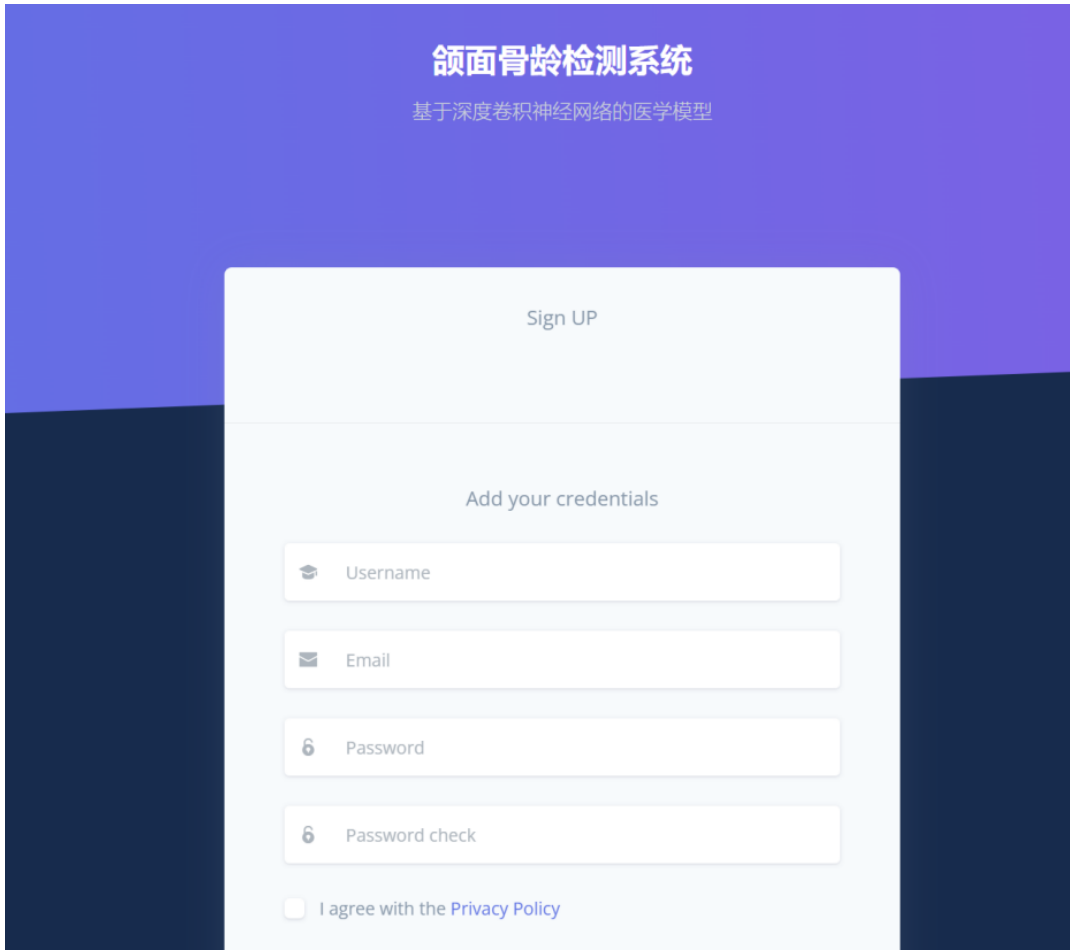 颌面骨龄检测系统
基于深度卷积神经网络的医学模型
Sign UP
Add your credentials
Username
Email
Password
Password check
I agree with the Privacy Policy